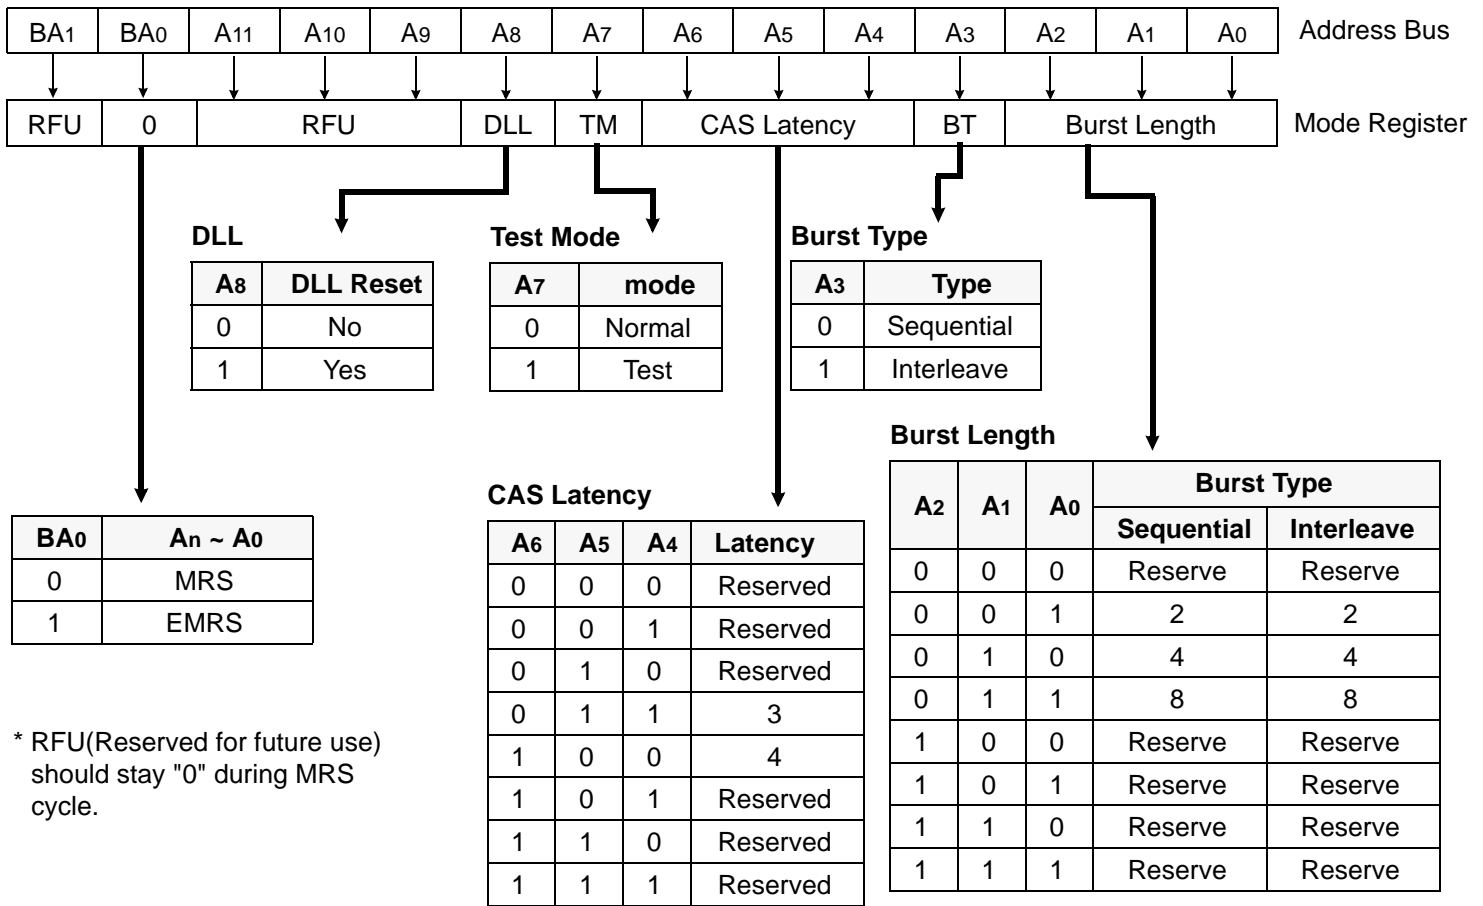 BA1 BA0 A11 A10 A9 A8 A7 A6 A5 A4 A3 A2 A1 A0 Address Bus
RFU 0 RFU DLL TM CAS Latency BT Burst Length Mode Register
DLL
A8 DLL Reset
0 No
1 Yes
Test Mode
A7 mode
0 Normal
1 Test
Burst Type
A3 Type
0 Sequential
1 Interleave
BA0 An ~ A0
0 MRS
1 EMRS
* RFU(Reserved for future use)
should stay "0" during MRS
cycle.
CAS Latency
A6 A5 A4 Latency
0 0 0 Reserved
0 0 1 Reserved
0 1 0 Reserved
0 1 1 3
1 0 0 4
1 0 1 Reserved
1 1 0 Reserved
1 1 1 Reserved
Burst Length
A2 A1 A0 Burst Type
Sequential Interleave
0 0 0 Reserve Reserve
0 0 1 2 2
0 1 0 4 4
0 1 1 8 8
1 0 0 Reserve Reserve
1 0 1 Reserve Reserve
1 1 0 Reserve Reserve
1 1 1 Reserve Reserve